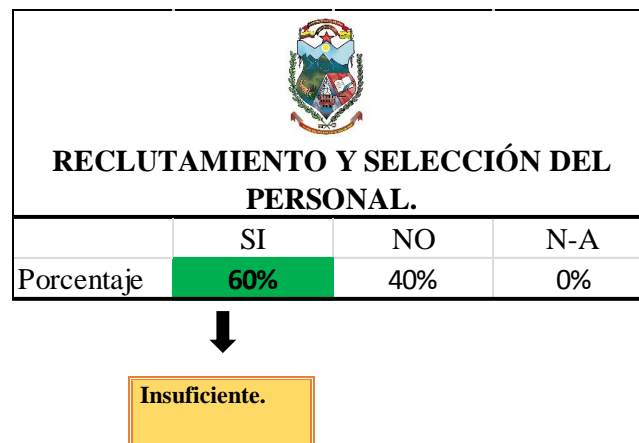 RECLUTAMIENTO Y SELECCIÓN DEL
PERSONAL.
SI NO N-A
Porcentaje 60% 40% 0%
Insuficiente.